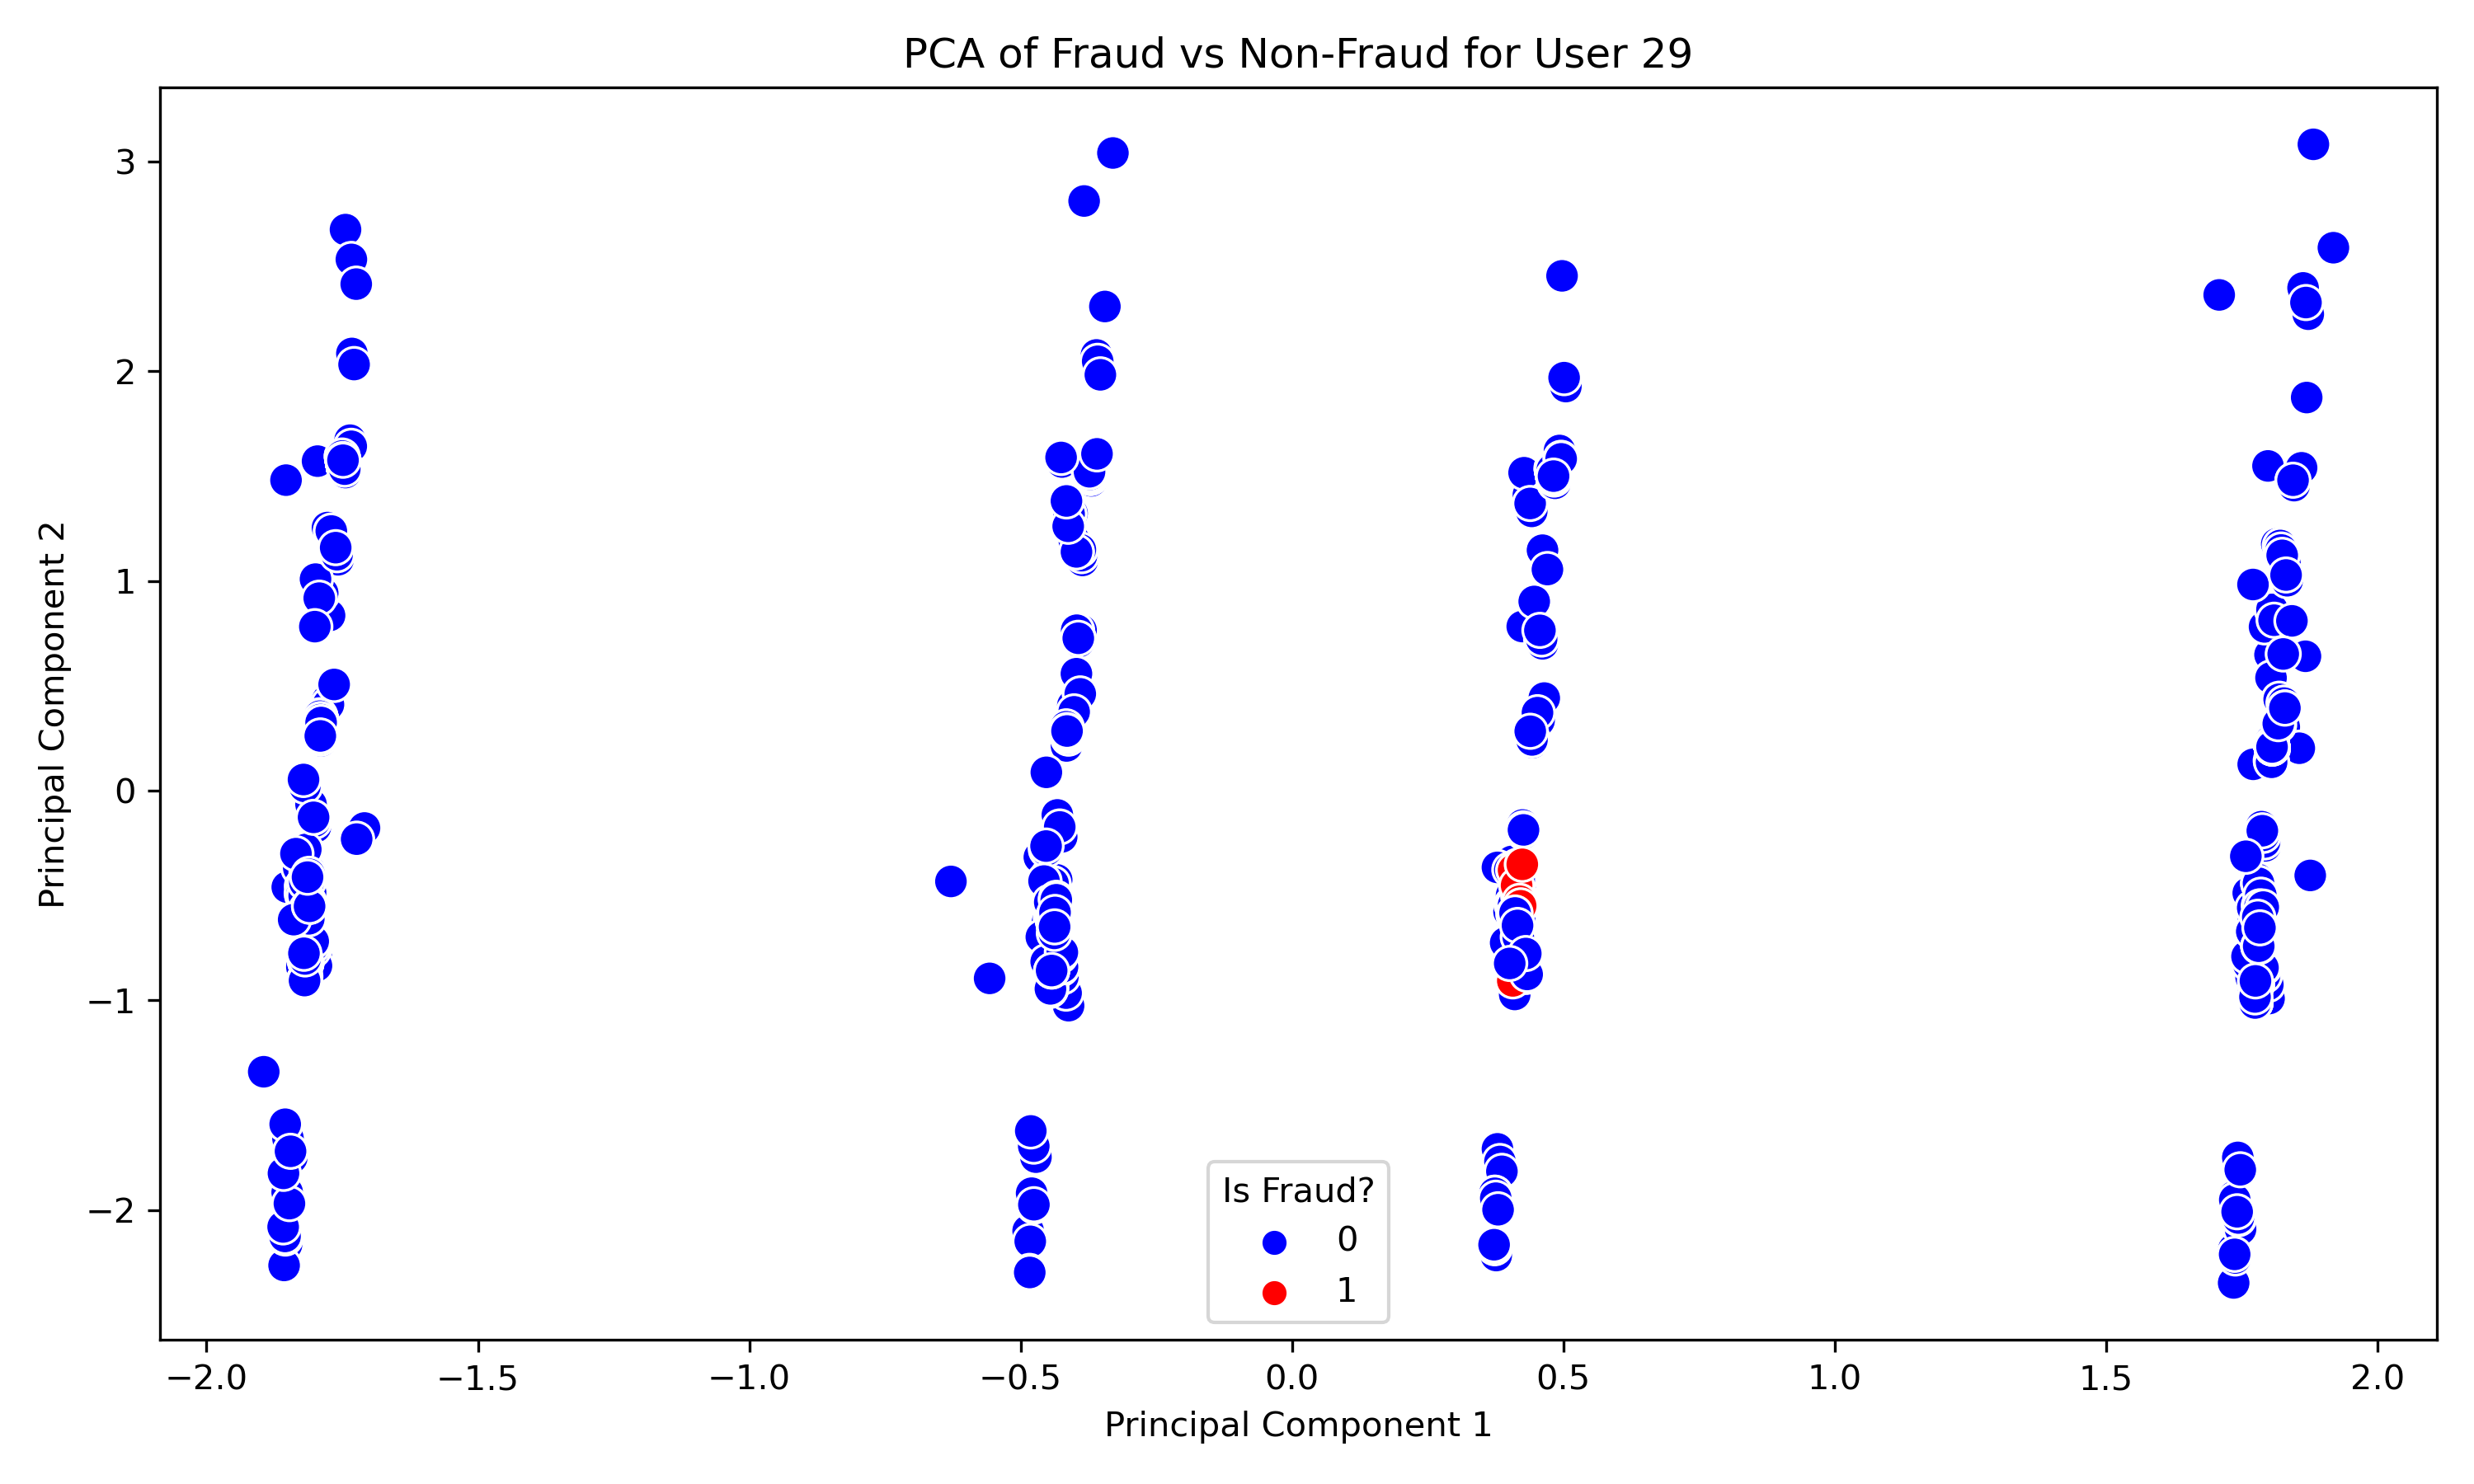 PCA of Fraud vs Non-Fraud for User 29
Principal Component 2
3
2
1
0
−1
−2
Is Fraud?
0
1
−2.0 −1.5 −1.0 −0.5 0.0 0.5 1.0 1.5 2.0
Principal Component 1